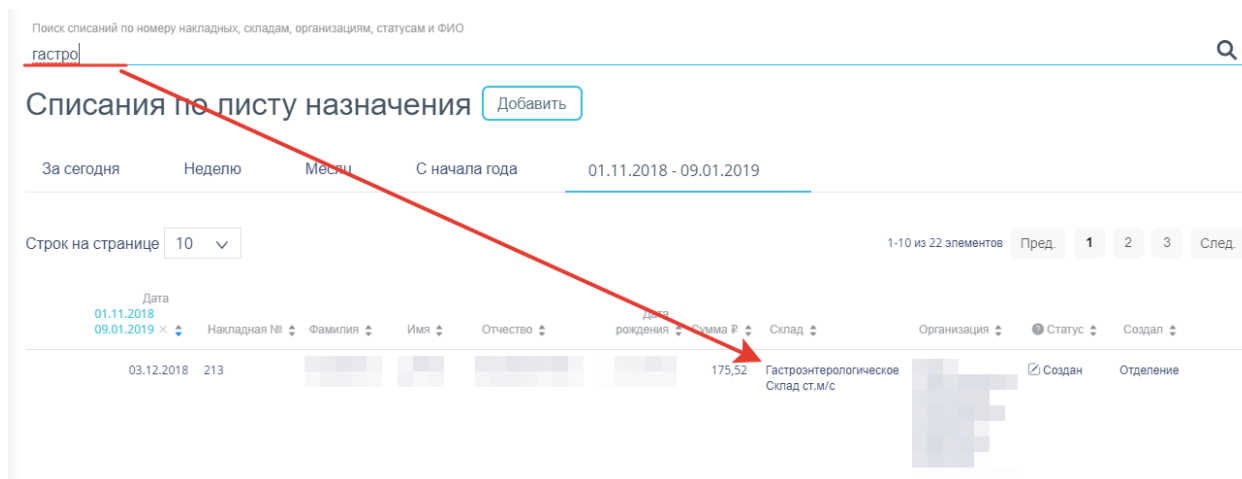 Поиск списаний по номеру накладных, складам, организациям, статусам и ФИО
гастро
Списания по листу назначения Добавить
За сегодня Неделю Месяц С начала года 01.11.2018 - 09.01.2019
Строк на странице 10 1-10 из 22 элементов Пред. 1 2 3 След.
Дата
01.11.2018 Дата
09.01.2019 × Накладная № Фамилия Имя Отчество рождения Сумма ₽ Склад Организация Статус Создал
03.12.2018 213 175,52 Гастроэнтерологическое Создан Отделение
Склад ст.м/с